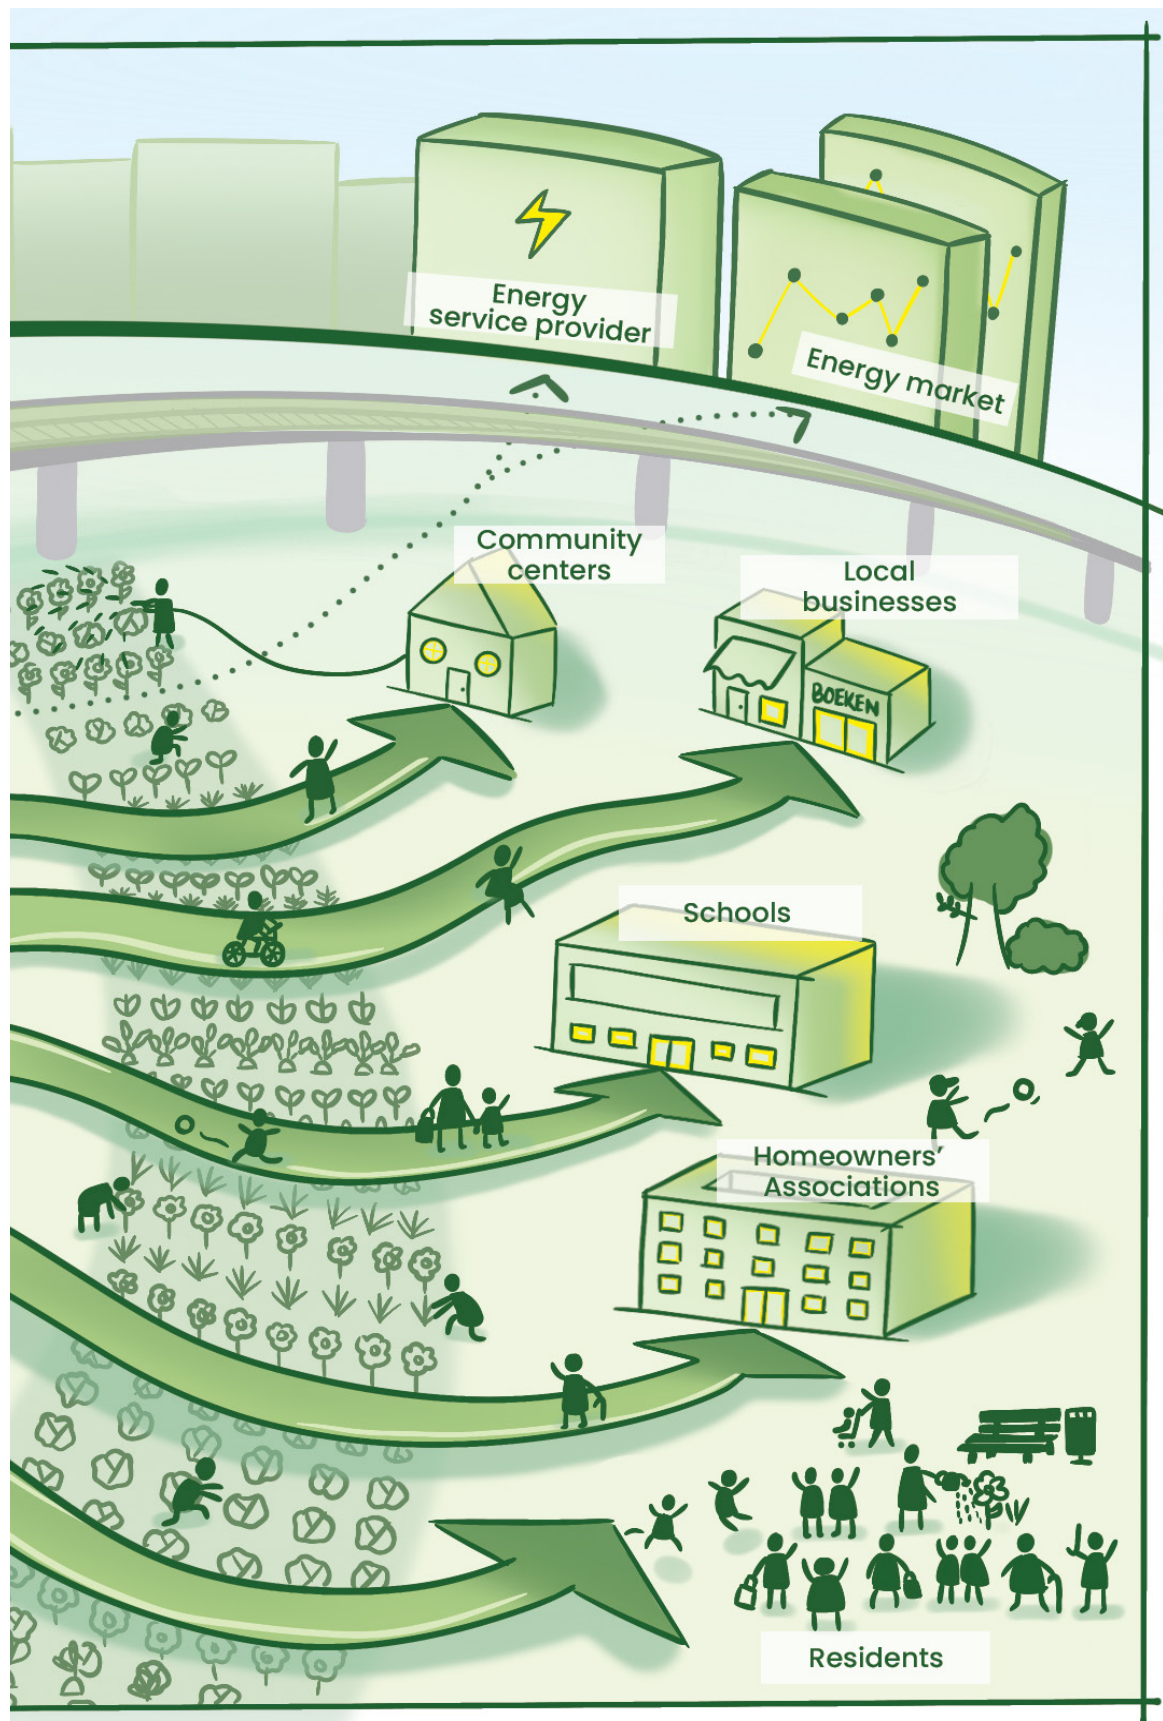 Energy
service provider
Energy market
Community
centers
Local
businesses
BOEKEN
Schools
Homeowners’
Associations
Residents